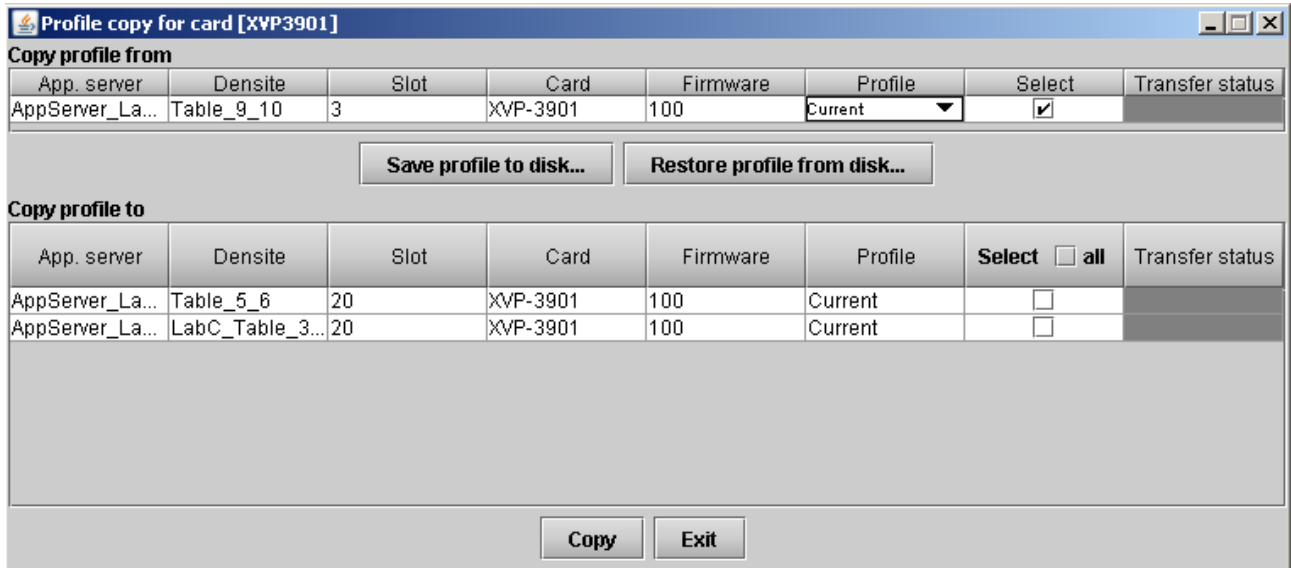 Profile copy for card [XVP3901]
Copy profile from
App. server Densite Slot Card Firmware Profile Select Transfer status
AppServer_La... Table_9_10 3 XVP-3901 100 Current
Save profile to disk... Restore profile from disk...
Copy profile to
App. server Densite Slot Card Firmware Profile Select all Transfer status
AppServer_La... Table_5_6 20 XVP-3901 100 Current
AppServer_La... LabC_Table_3... 20 XVP-3901 100 Current
Copy Exit